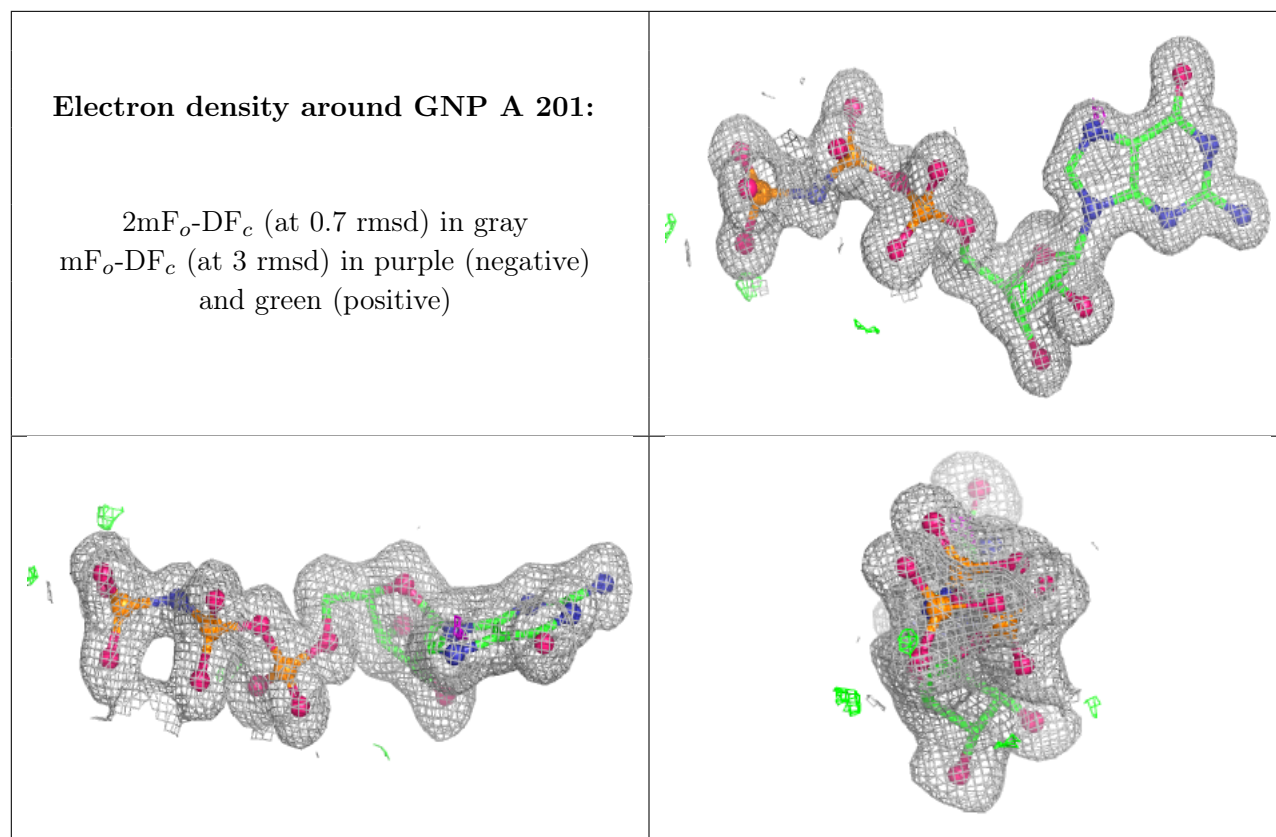 Electron density around GNP A 201:
2mFo-DFc (at 0.7 rmsd) in gray
mFo-DFc (at 3 rmsd) in purple (negative)
and green (positive)